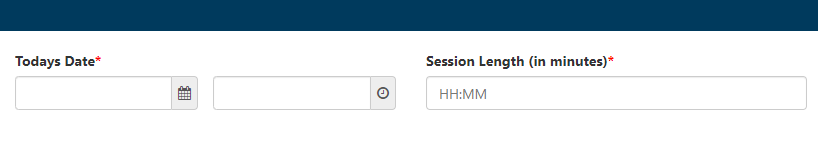 Todays Date*
Session Length (in minutes)*
HH:MM